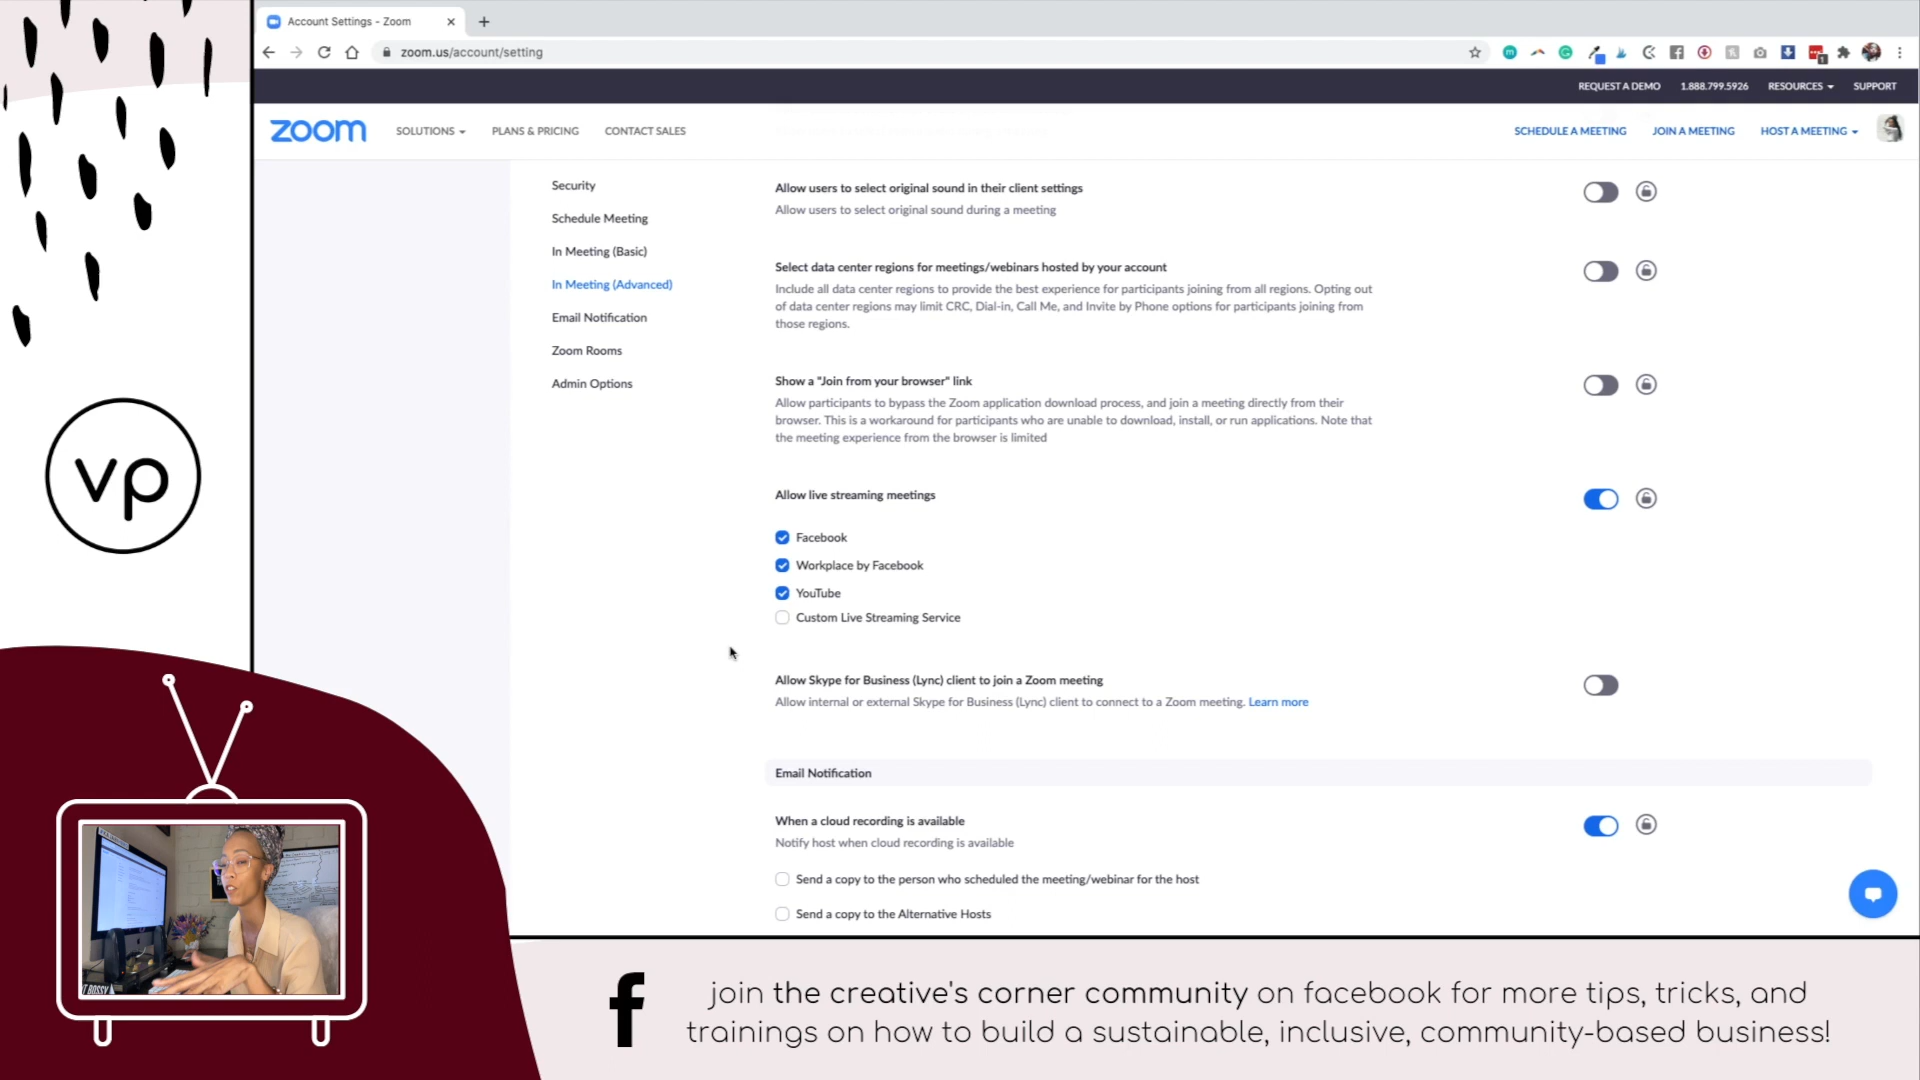 Account Settings - Zoom
zoom.us/account/setting
REQUEST A DEMO 1.888.799.5926 RESOURCES SUPPORT
zoom SOLUTIONS PLANS & PRICING CONTACT SALES SCHEDULE A MEETING JOIN A MEETING HOST A MEETING
Security
Schedule Meeting
In Meeting (Basic)
In Meeting (Advanced)
Email Notification
Zoom Rooms
Admin Options
Allow users to select original sound in their client settings
Allow users to select original sound during a meeting
Select data center regions for meetings/webinars hosted by your account
Include all data center regions to provide the best experience for participants joining from all regions. Opting out
of data center regions may limit CRC, Dial-in, Call Me, and Invite by Phone options for participants joining from
those regions.
Show a "Join from your browser" link
Allow participants to bypass the Zoom application download process, and join a meeting directly from their
browser. This is a workaround for participants who are unable to download, install, or run applications. Note that
the meeting experience from the browser is limited
Allow live streaming meetings
Facebook
Workplace by Facebook
YouTube
Custom Live Streaming Service
Allow Skype for Business (Lync) client to join a Zoom meeting
Allow internal or external Skype for Business (Lync) client to connect to a Zoom meeting. Learn more
Email Notification
When a cloud recording is available
Notify host when cloud recording is available
Send a copy to the person who scheduled the meeting/webinar for the host
Send a copy to the Alternative Hosts
vp
f
join the creative's corner community on facebook for more tips, tricks, and
trainings on how to build a sustainable, inclusive, community-based business!